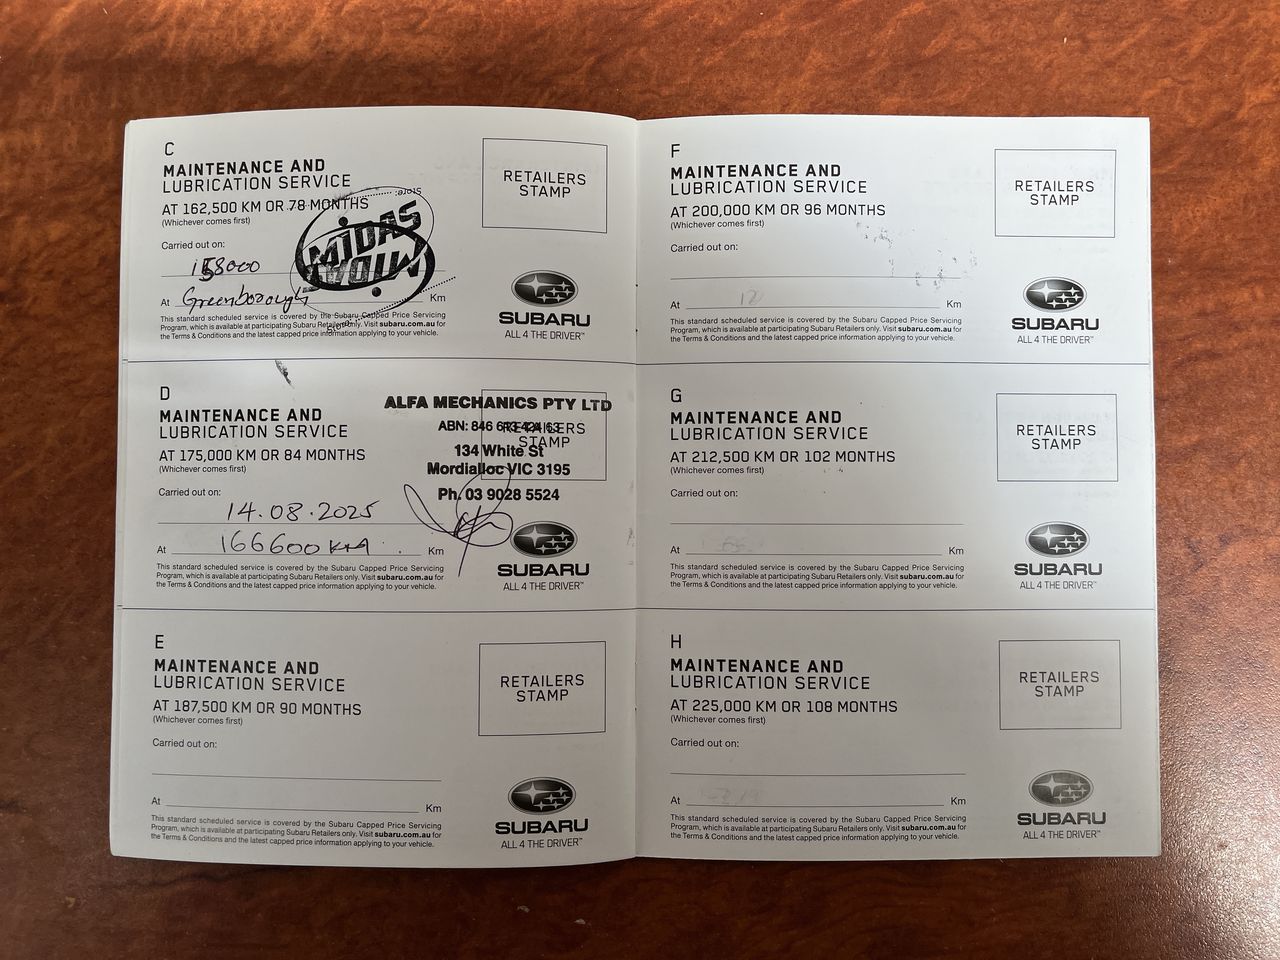 C
MAINTENANCE AND
LUBRICATION SERVICE
AT 162,500 KM OR 78 MONTHS
(Whichever comes first)
Carried out on:
158000
At Greenborough Km
This standard scheduled service is covered by the Subaru Capped Price Servicing
Program, which is available at participating Subaru Retailers only. Visit subaru.com.au for
the Terms & Conditions and the latest capped price information applying to your vehicle.
RETAILERS
STAMP
Store:
MIDAS
MIDAS
SUBARU
ALL 4 THE DRIVER™
D
MAINTENANCE AND
LUBRICATION SERVICE
AT 175,000 KM OR 84 MONTHS
(Whichever comes first)
Carried out on:
14.08.2025
At 166600 KM. Km
This standard scheduled service is covered by the Subaru Capped Price Servicing
Program, which is available at participating Subaru Retailers only. Visit subaru.com.au for
the Terms & Conditions and the latest capped price information applying to your vehicle.
RETAILERS
STAMP
ALFA MECHANICS PTY LTD
ABN: 846
134 White St
Mordialloc VIC 3195
Ph. 03 9028 5524
SUBARU
ALL 4 THE DRIVER™
E
MAINTENANCE AND
LUBRICATION SERVICE
AT 187,500 KM OR 90 MONTHS
(Whichever comes first)
Carried out on:
At Km
This standard scheduled service is covered by the Subaru Capped Price Servicing
Program, which is available at participating Subaru Retailers only. Visit subaru.com.au for
the Terms & Conditions and the latest capped price information applying to your vehicle.
RETAILERS
STAMP
SUBARU
ALL 4 THE DRIVER™
F
MAINTENANCE AND
LUBRICATION SERVICE
AT 200,000 KM OR 96 MONTHS
(Whichever comes first)
Carried out on:
At Km
This standard scheduled service is covered by the Subaru Capped Price Servicing
Program, which is available at participating Subaru Retailers only. Visit subaru.com.au for
the Terms & Conditions and the latest capped price information applying to your vehicle.
RETAILERS
STAMP
SUBARU
ALL 4 THE DRIVER™
G
MAINTENANCE AND
LUBRICATION SERVICE
AT 212,500 KM OR 102 MONTHS
(Whichever comes first)
Carried out on:
At Km
This standard scheduled service is covered by the Subaru Capped Price Servicing
Program, which is available at participating Subaru Retailers only. Visit subaru.com.au for
the Terms & Conditions and the latest capped price information applying to your vehicle.
RETAILERS
STAMP
SUBARU
ALL 4 THE DRIVER™
H
MAINTENANCE AND
LUBRICATION SERVICE
AT 225,000 KM OR 108 MONTHS
(Whichever comes first)
Carried out on:
At Km
This standard scheduled service is covered by the Subaru Capped Price Servicing
Program, which is available at participating Subaru Retailers only. Visit subaru.com.au for
the Terms & Conditions and the latest capped price information applying to your vehicle.
RETAILERS
STAMP
SUBARU
ALL 4 THE DRIVER™